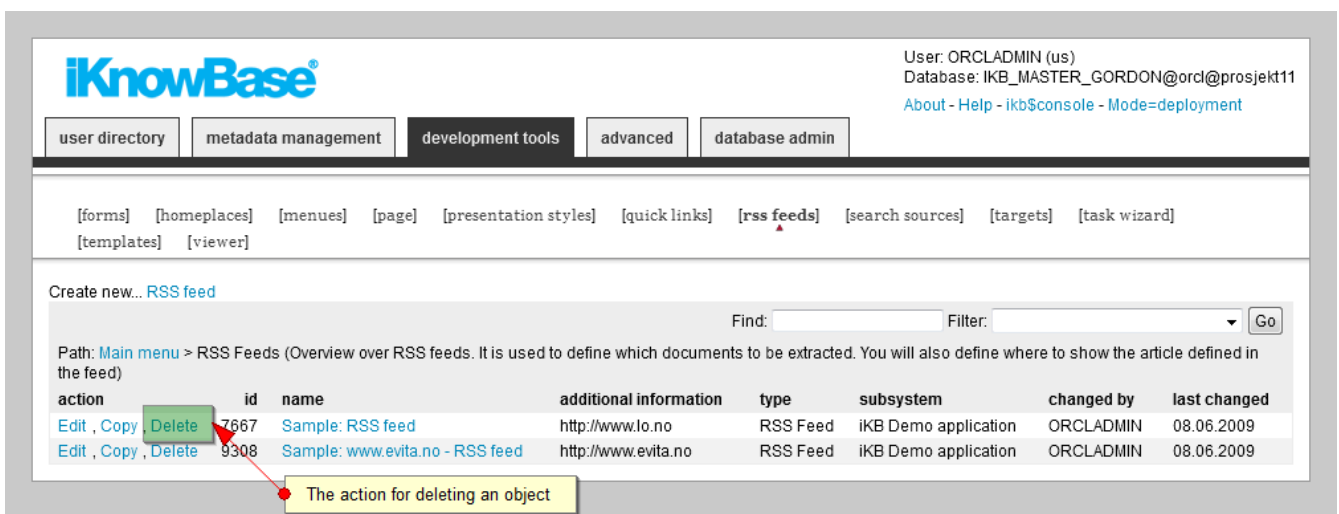 iKnowBase®
User: ORCLADMIN (us)
Database: IKB_MASTER_GORDON@orcl@prosjekt11
About - Help - ikb$console - Mode=deployment
user directory metadata management development tools advanced database admin
[forms] [homeplaces] [menues] [page] [presentation styles] [quick links] [rss feeds] [search sources] [targets] [task wizard]
[templates] [viewer]
Create new... RSS feed
Find: Filter: Go
Path: Main menu > RSS Feeds (Overview over RSS feeds. It is used to define which documents to be extracted. You will also define where to show the article defined in
the feed)
action id name additional information type subsystem changed by last changed
Edit , Copy , Delete 7667 Sample: RSS feed http://www.lo.no RSS Feed iKB Demo application ORCLADMIN 08.06.2009
Edit , Copy , Delete 9308 Sample: www.evita.no - RSS feed http://www.evita.no RSS Feed iKB Demo application ORCLADMIN 08.06.2009
The action for deleting an object